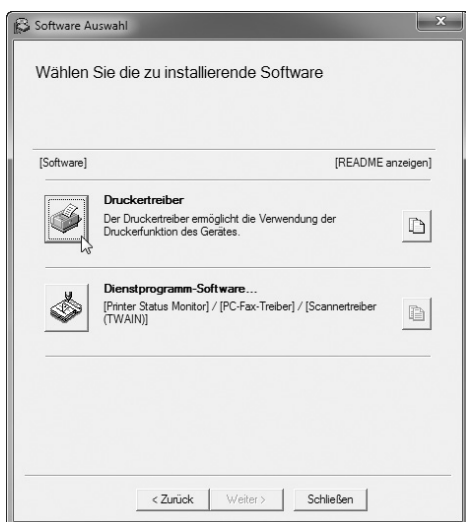 Software Auswahl
Wählen Sie die zu installierende Software
[Software] [README anzeigen]
Druckertreiber
Der Druckertreiber ermöglicht die Verwendung der
Druckerfunktion des Gerätes.
Dienstprogramm-Software...
[Printer Status Monitor] / [PC-Fax-Treiber] / [Scannertreiber
(TWAIN)]
< Zurück Weiter > Schließen